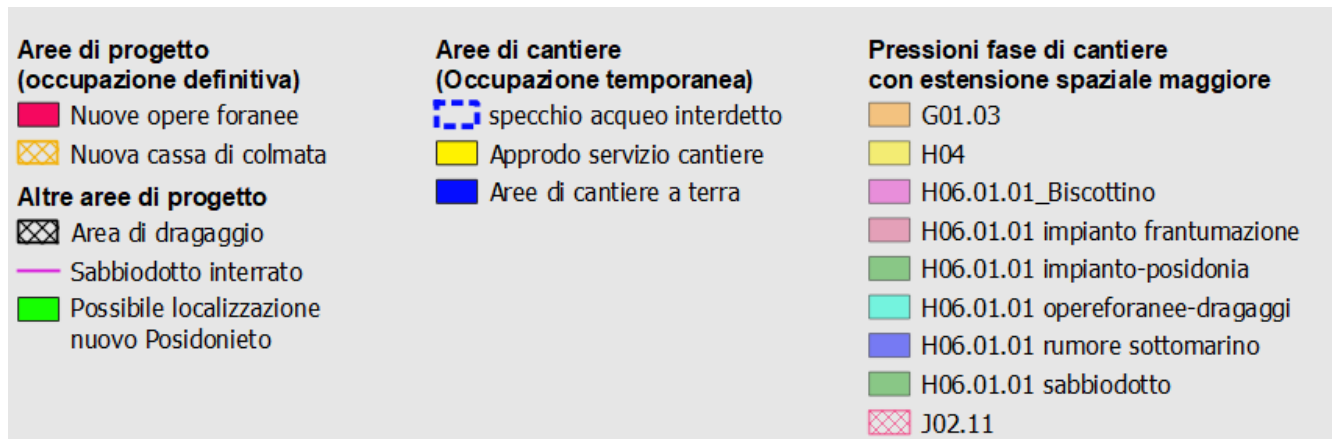 Aree di progetto
(occupazione definitiva)
Nuove opere foranee
Nuova cassa di colmata
Altre aree di progetto
Area di dragaggio
Sabbiodotto interrato
Possibile localizzazione
nuovo Posidonieto
Aree di cantiere
(Occupazione temporanea)
specchio acqueo interdetto
Approdo servizio cantiere
Aree di cantiere a terra
Pressioni fase di cantiere
con estensione spaziale maggiore
G01.03
H04
H06.01.01_Biscottino
H06.01.01 impianto frantumazione
H06.01.01 impianto-posidonia
H06.01.01 opereforanee-dragaggi
H06.01.01 rumore sottomarino
H06.01.01 sabbiodotto
J02.11